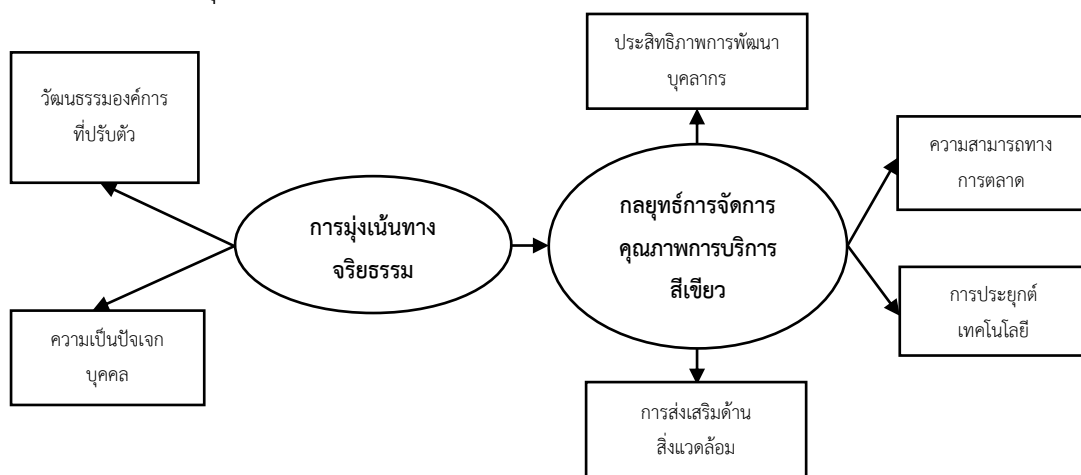 ประสิทธิภาพการพัฒนา
บุคลากร
วัฒนธรรมองค์การ
ที่ปรับตัว
ความสามารถทาง
การตลาด
การมุ่งเน้นทาง
จริยธรรม
กลยุทธ์การจัดการ
คุณภาพการบริการ
สีเขียว
ความเป็นปัจเจก
บุคคล
การประยุกต์
เทคโนโลยี
การส่งเสริมด้าน
สิ่งแวดล้อม